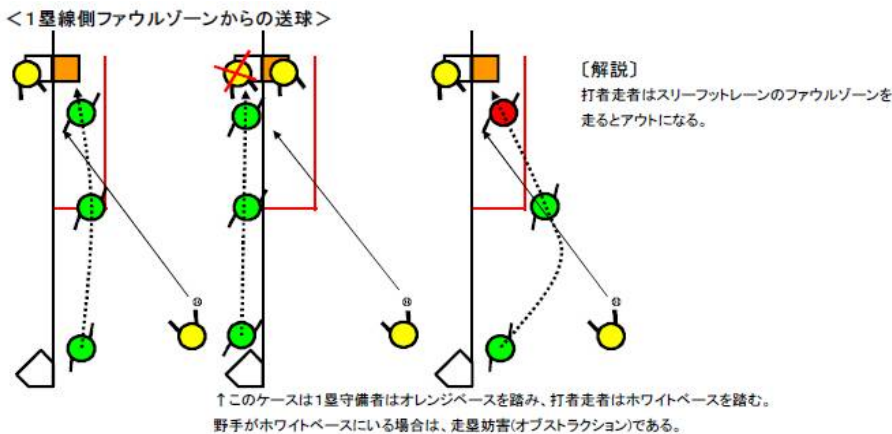 ＜1塁線側ファウルゾーンからの送球＞
〔解説〕
打者走者はスリーフットレーンのファウルゾーンを
走るとアウトになる。
↑このケースは1塁守備者はオレンジベースを踏み、打者走者はホワイトベースを踏む。
野手がホワイトベースにいる場合は、走塁妨害(オブストラクション)である。